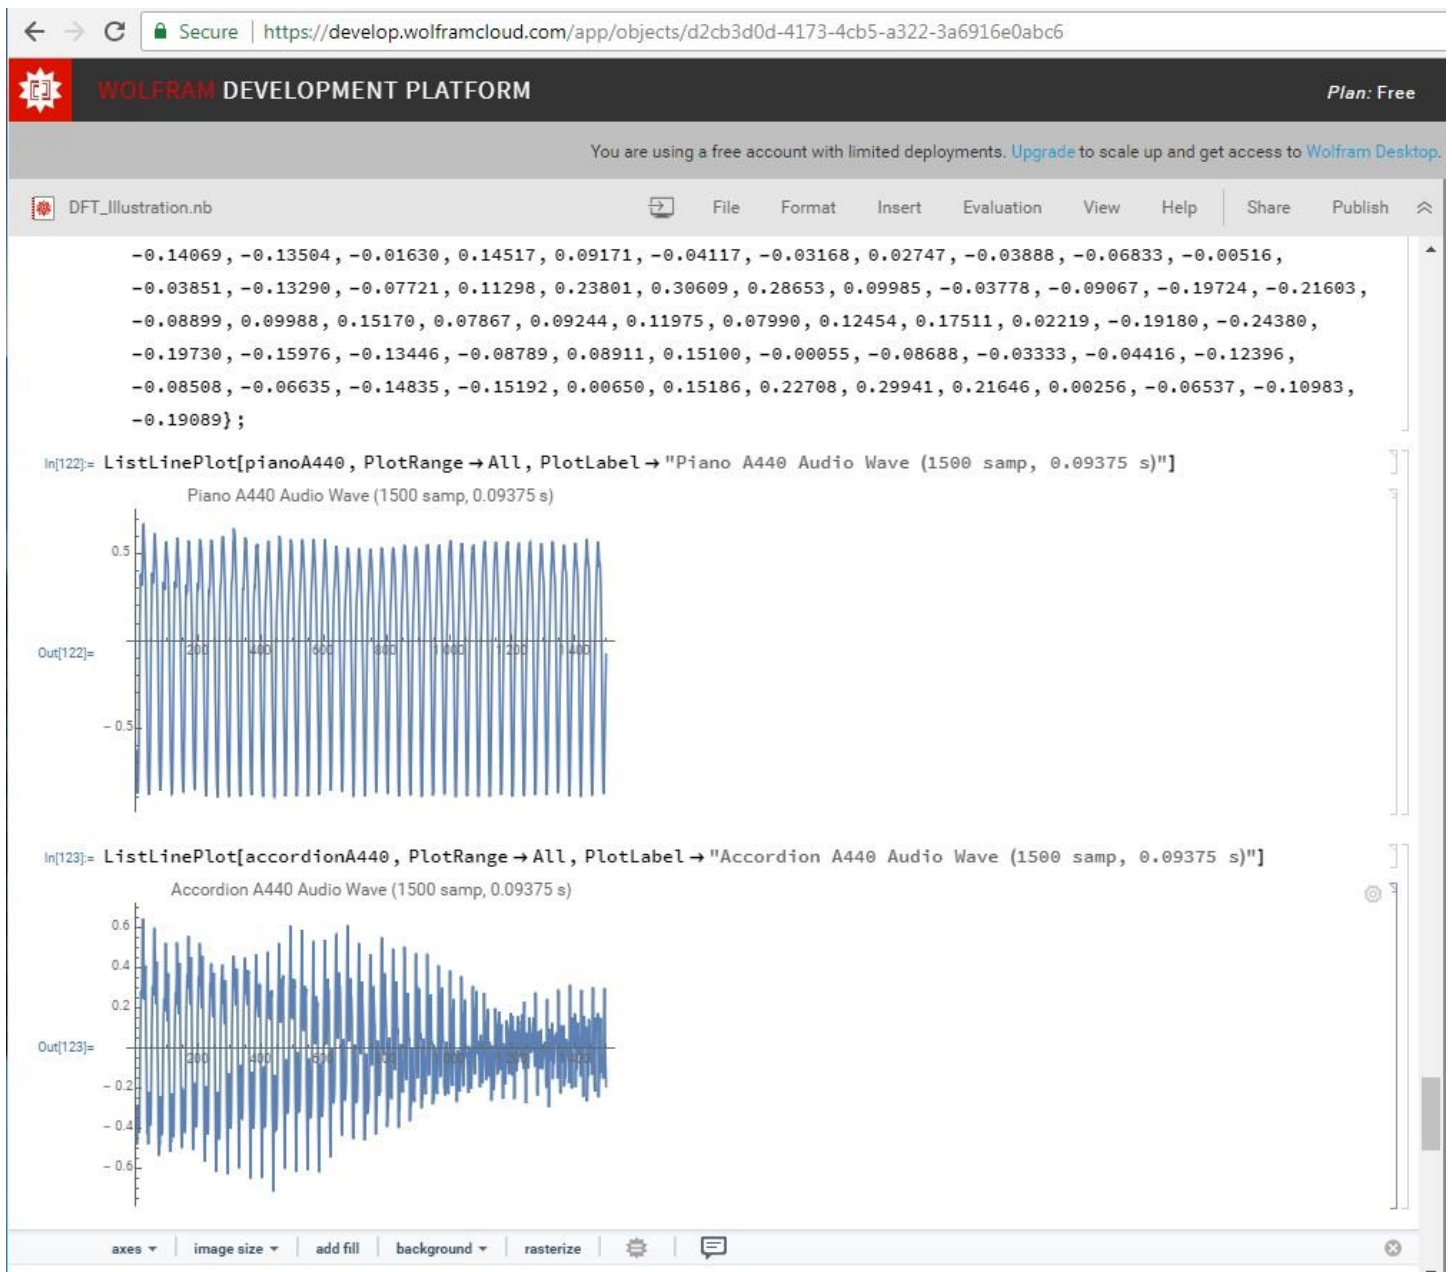 Secure | https://develop.wolframcloud.com/app/objects/d2cb3d0d-4173-4cb5-a322-3a6916e0abc6
WOLFRAM DEVELOPMENT PLATFORM Plan: Free
You are using a free account with limited deployments. Upgrade to scale up and get access to Wolfram Desktop.
DFT_Illustration.nb File Format Insert Evaluation View Help Share Publish
-0.14069, -0.13504, -0.01630, 0.14517, 0.09171, -0.04117, -0.03168, 0.02747, -0.03888, -0.06833, -0.00516,
-0.03851, -0.13290, -0.07721, 0.11298, 0.23801, 0.30609, 0.28653, 0.09985, -0.03778, -0.09067, -0.19724, -0.21603,
-0.08899, 0.09988, 0.15170, 0.07867, 0.09244, 0.11975, 0.07990, 0.12454, 0.17511, 0.02219, -0.19180, -0.24380,
-0.19730, -0.15976, -0.13446, -0.08789, 0.08911, 0.15100, -0.00055, -0.08688, -0.03333, -0.04416, -0.12396,
-0.08508, -0.06635, -0.14835, -0.15192, 0.00650, 0.15186, 0.22708, 0.29941, 0.21646, 0.00256, -0.06537, -0.10983,
-0.19089};
In[122]:= ListLinePlot[pianoA440, PlotRange→All, PlotLabel→"Piano A440 Audio Wave (1500 samp, 0.09375 s)"]
Piano A440 Audio Wave (1500 samp, 0.09375 s)
0.5
200 400 600 800 1000 1200 1400
Out[122]=
-0.5
In[123]:= ListLinePlot[accordionA440, PlotRange→All, PlotLabel→"Accordion A440 Audio Wave (1500 samp, 0.09375 s)"]
Accordion A440 Audio Wave (1500 samp, 0.09375 s)
0.6
0.4
0.2
Out[123]=
200 400 600 800 1000 1200 1400
-0.2
-0.4
-0.6
axes image size add fill background rasterize